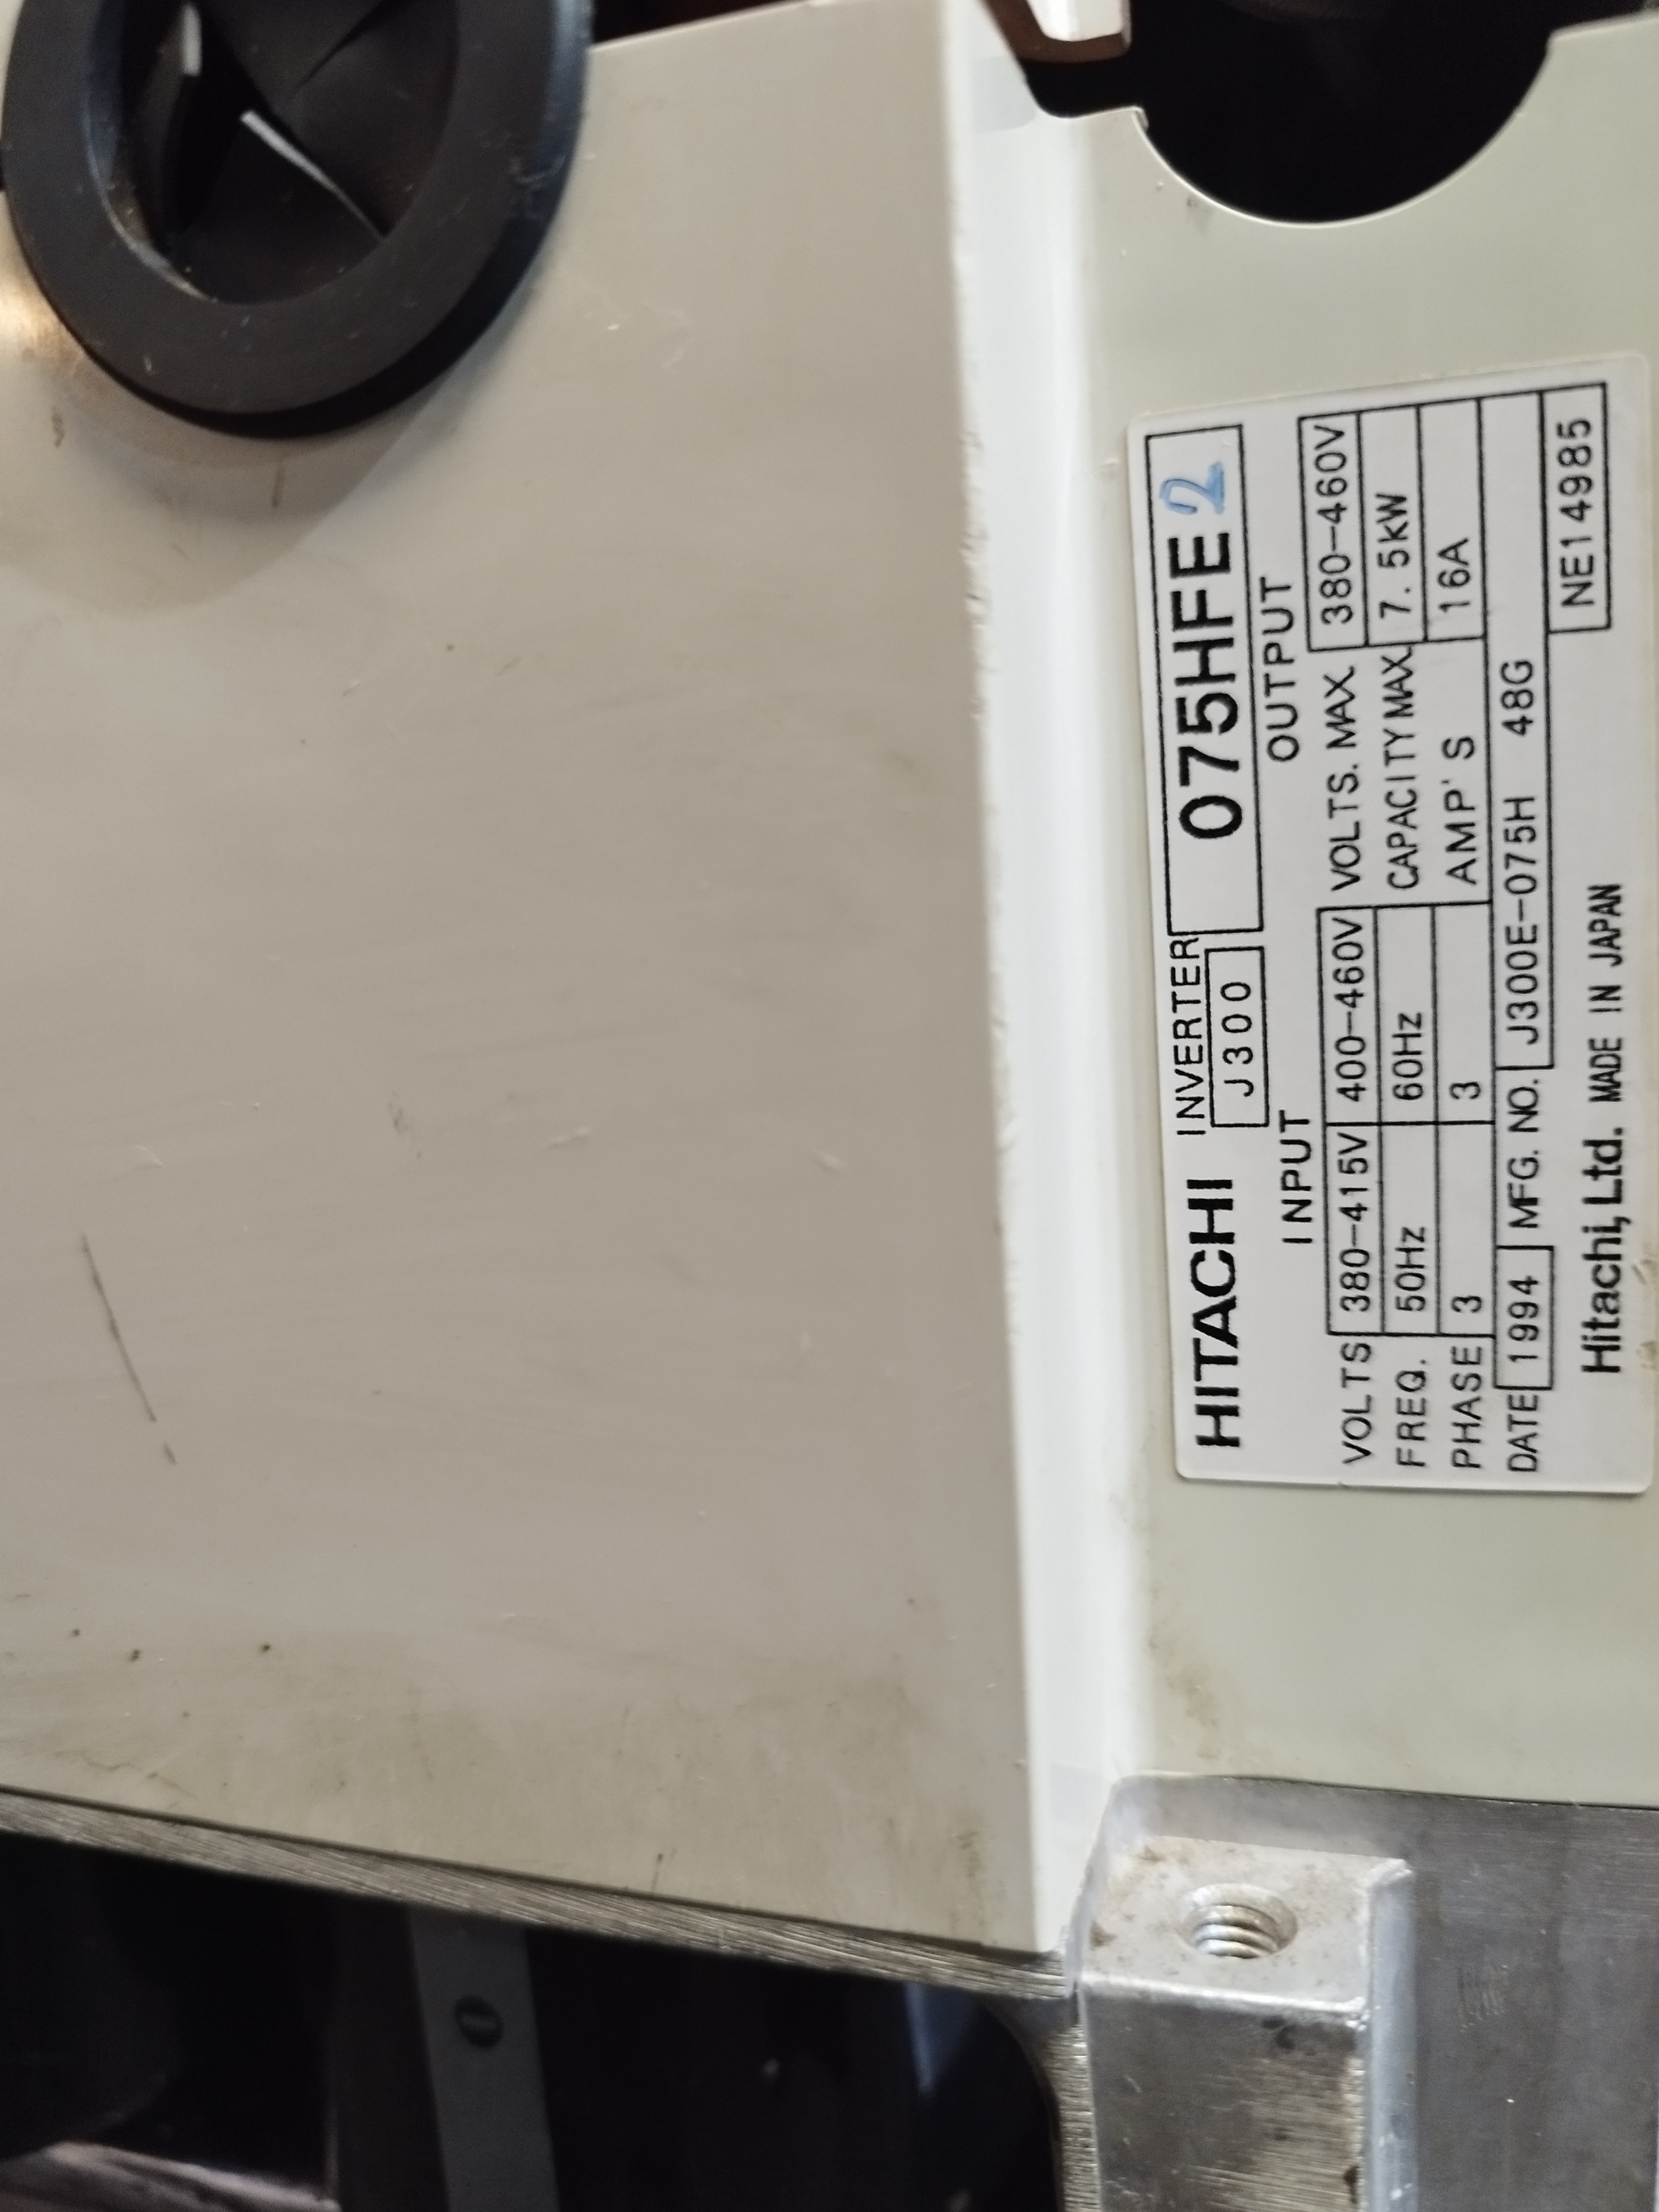 HITACHI INVERTER J300 075HFE2
INPUT OUTPUT
VOLTS 380-415V 400-460V VOLTS. MAX. 380-460V
FREQ. 50Hz 60Hz CAPACITYMAX. 7.5kW
PHASE 3 3 AMP'S 16A
DATE 1994 MFG. NO. J300E-075H 48G
Hitachi, Ltd. MADE IN JAPAN NE14985